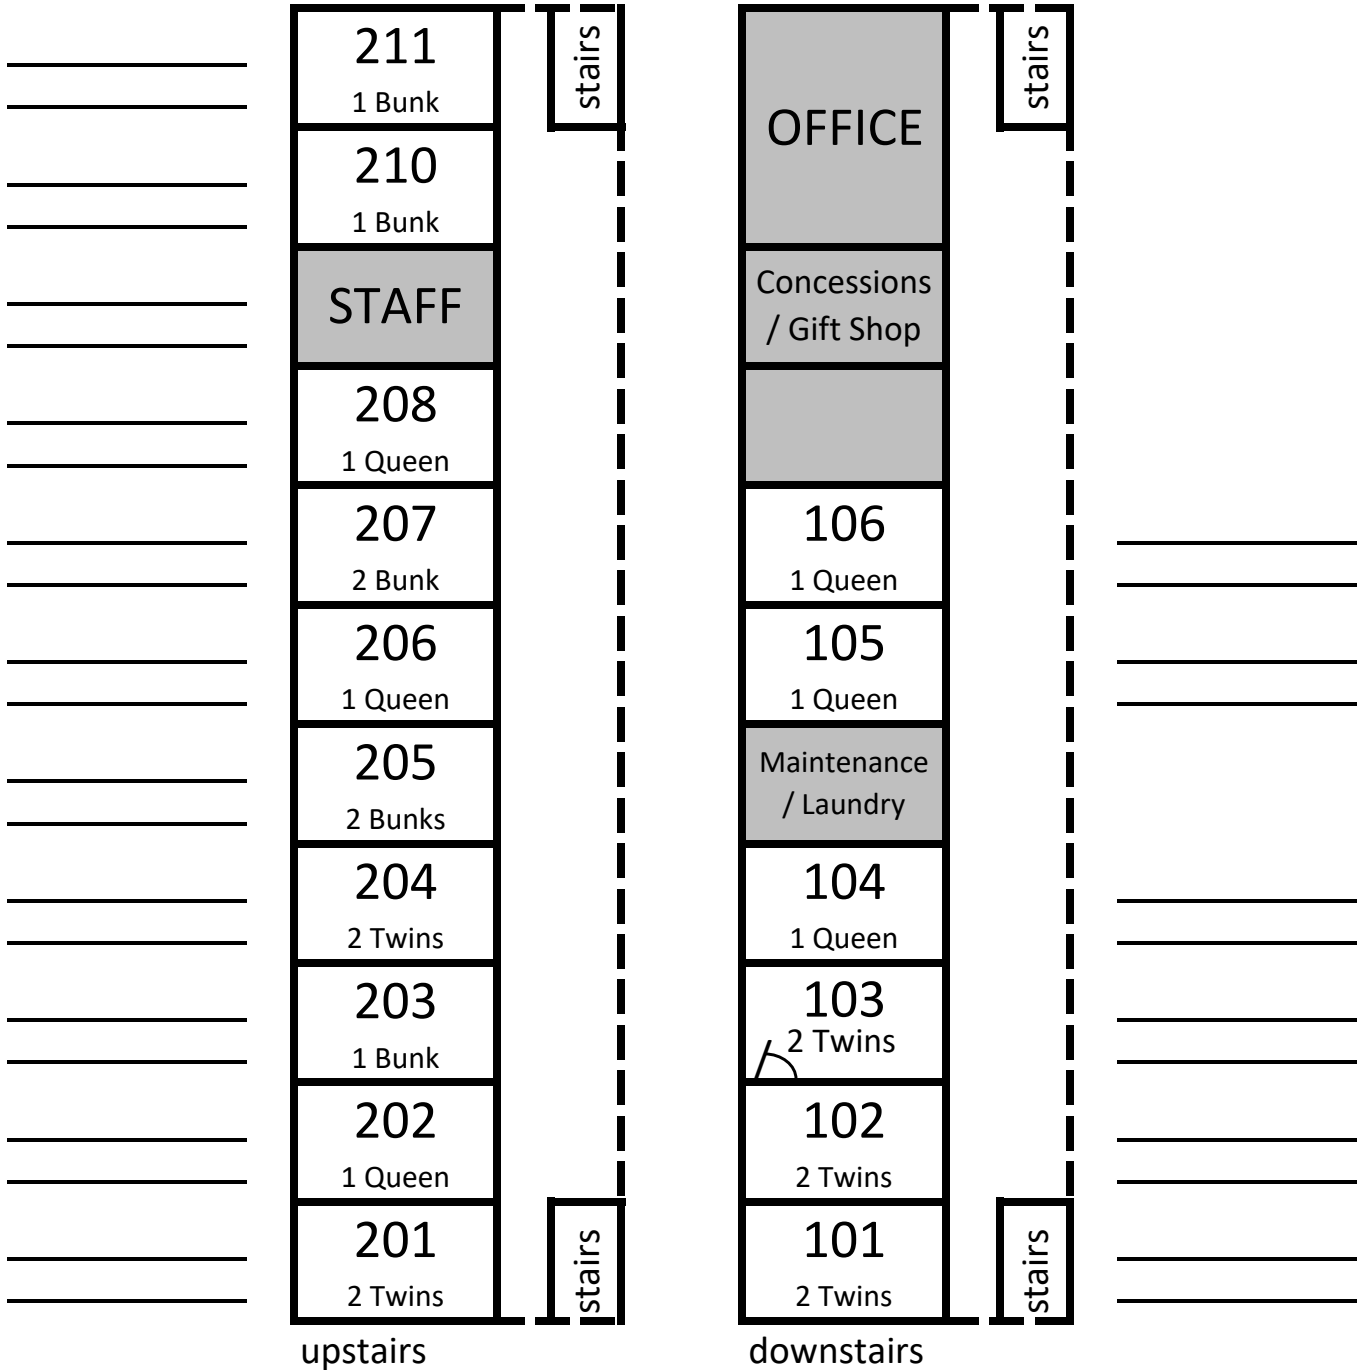 211
1 Bunk
210
1 Bunk
STAFF
208
1 Queen
207
2 Bunk
206
1 Queen
205
2 Bunks
204
2 Twins
203
1 Bunk
202
1 Queen
201
2 Twins
stairs
stairs
upstairs
OFFICE
Concessions
/ Gift Shop
106
1 Queen
105
1 Queen
Maintenance
/ Laundry
104
1 Queen
103
2 Twins
102
2 Twins
101
2 Twins
stairs
stairs
downstairs